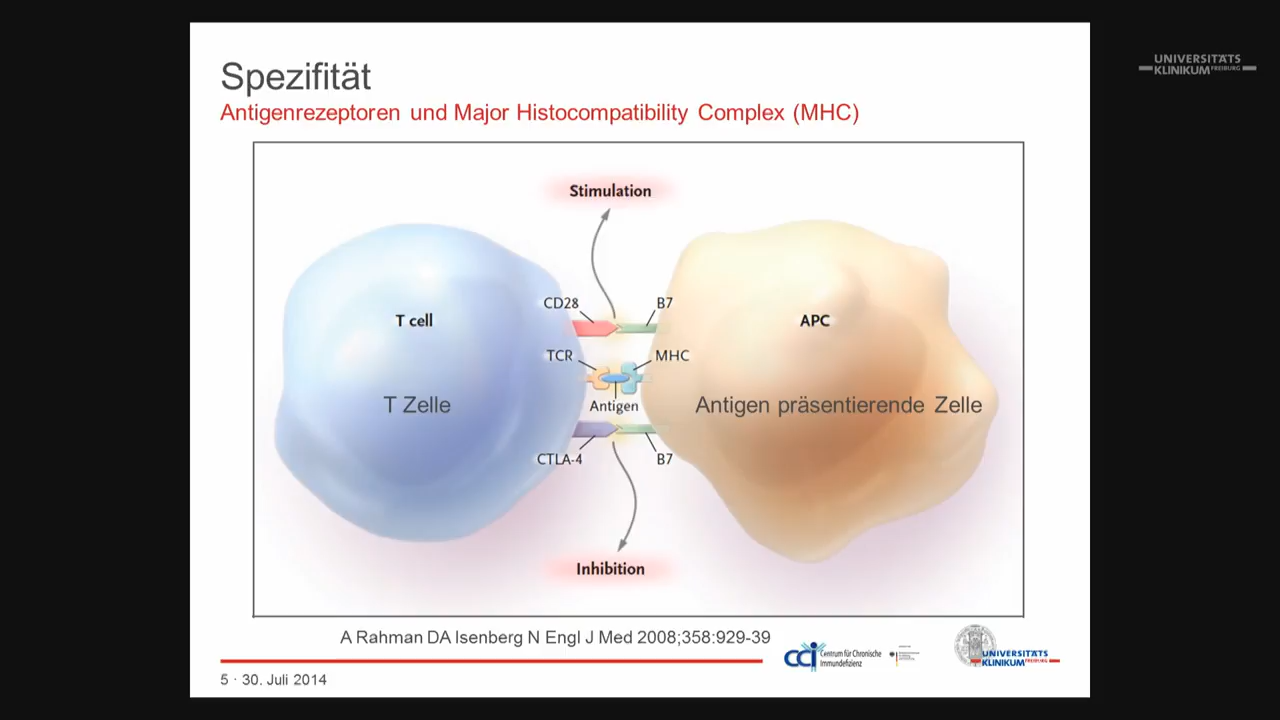 UNIVERSITÄTS
KLINIKUM FREIBURG
Spezifität
Antigenrezeptoren und Major Histocompatibility Complex (MHC)
Stimulation
CD28
B7
T cell
APC
TCR
MHC
T Zelle
Antigen
Antigen präsentierende Zelle
CTLA-4
B7
Inhibition
A Rahman DA Isenberg N Engl J Med 2008;358:929-39
CCI
Centrum für Chronische
Immundefizienz
UNIVERSITÄTS
KLINIKUM FREIBURG
5 · 30. Juli 2014